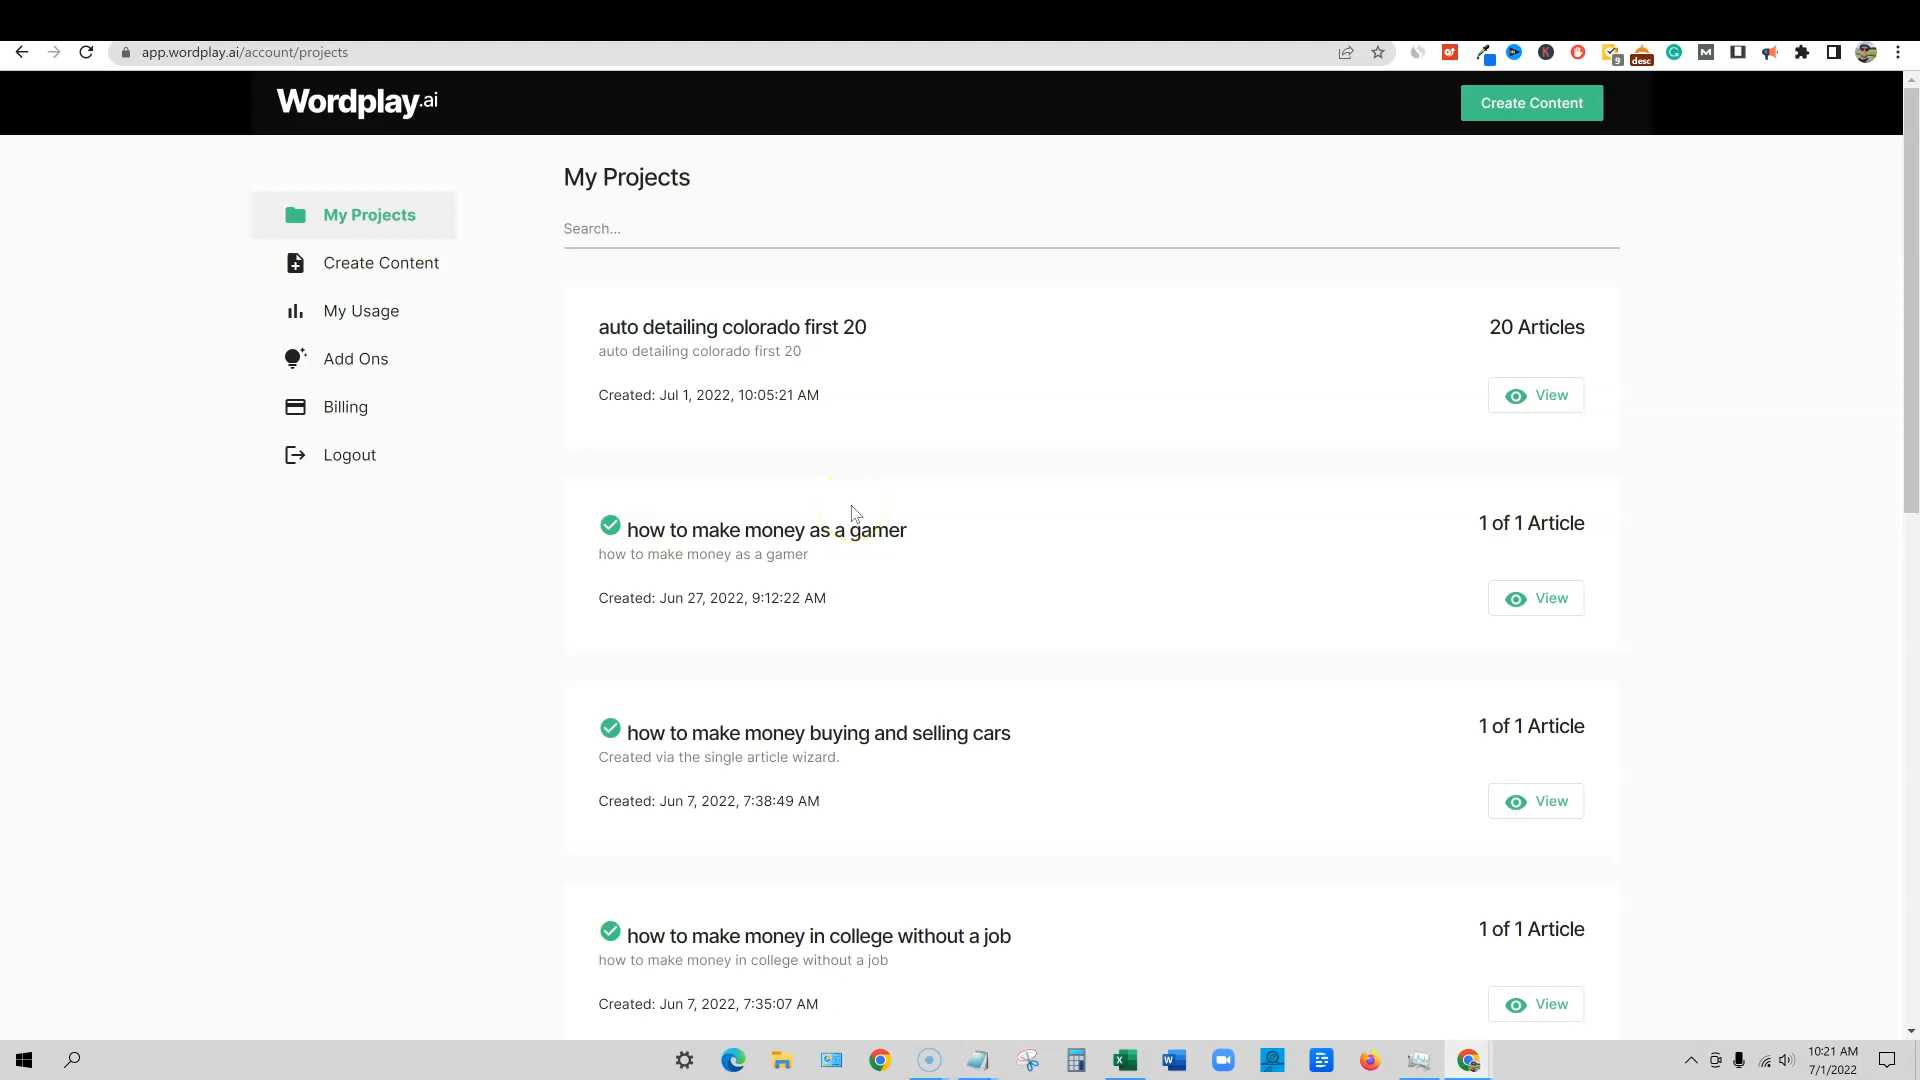 app.wordplay.ai/account/projects
9
desc
Wordplay.ai
Create Content
My Projects
Search...
My Projects
Create Content
My Usage
Add Ons
Billing
Logout
auto detailing colorado first 20
20 Articles
auto detailing colorado first 20
Created: Jul 1, 2022, 10:05:21 AM
View
how to make money as a gamer
1 of 1 Article
how to make money as a gamer
Created: Jun 27, 2022, 9:12:22 AM
View
how to make money buying and selling cars
1 of 1 Article
Created via the single article wizard.
Created: Jun 7, 2022, 7:38:49 AM
View
how to make money in college without a job
1 of 1 Article
how to make money in college without a job
Created: Jun 7, 2022, 7:35:07 AM
View
10:21 AM
7/1/2022